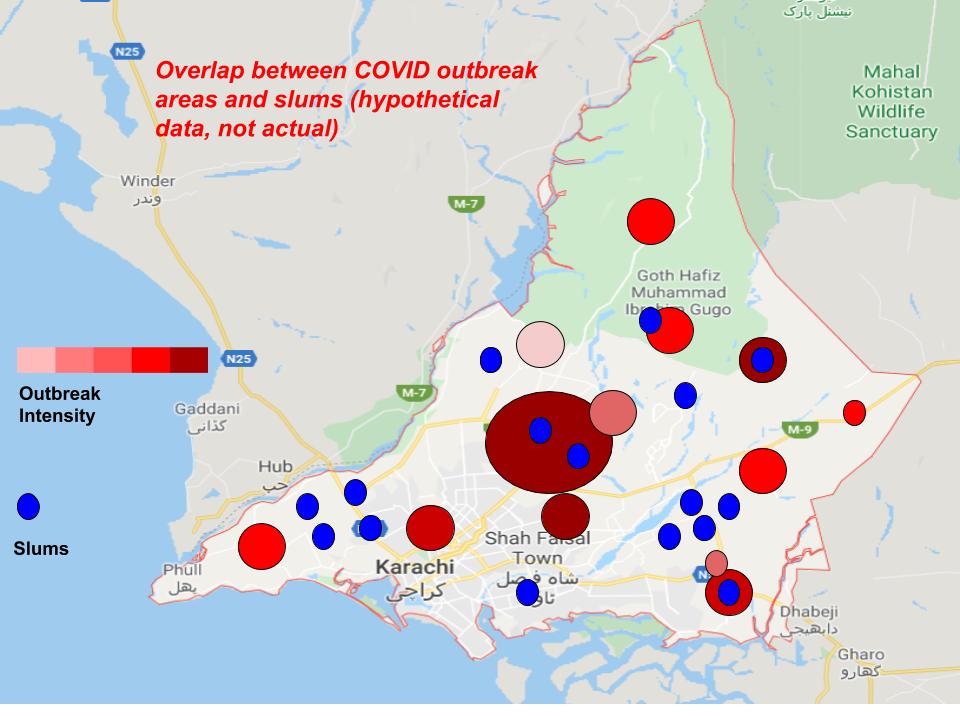 نیشنل پارک
N25
Overlap between COVID outbreak
areas and slums (hypothetical
data, not actual)
Mahal
Kohistan
Wildlife
Sanctuary
Winder
وندر
M-7
Goth Hafiz
Muhammad
Ibrahim Gugo
N25
Outbreak
Intensity
M-7
Gaddani
گڈانی
M-9
Hub
حب
Slums
Shah Faisal
Town
شاہ فیصل
ٹاؤن
Karachi
کراچی
Phull
پھل
Dhabeji
دابھیجی
Gharo
گھارو